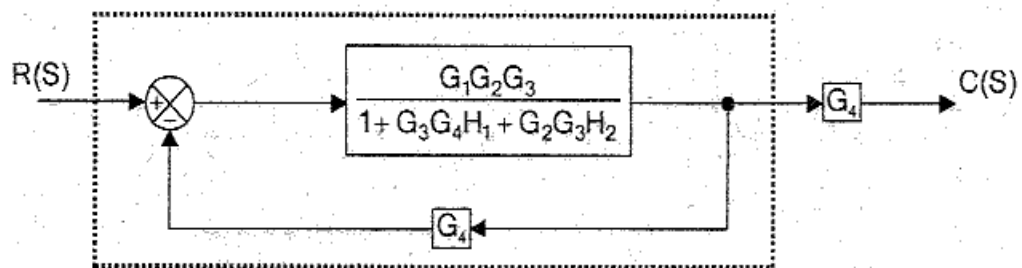 R(S)
+
−
G₁G₂G₃
1+ G₃G₄H₁ + G₂G₃H₂
G₄
C(S)
G₄